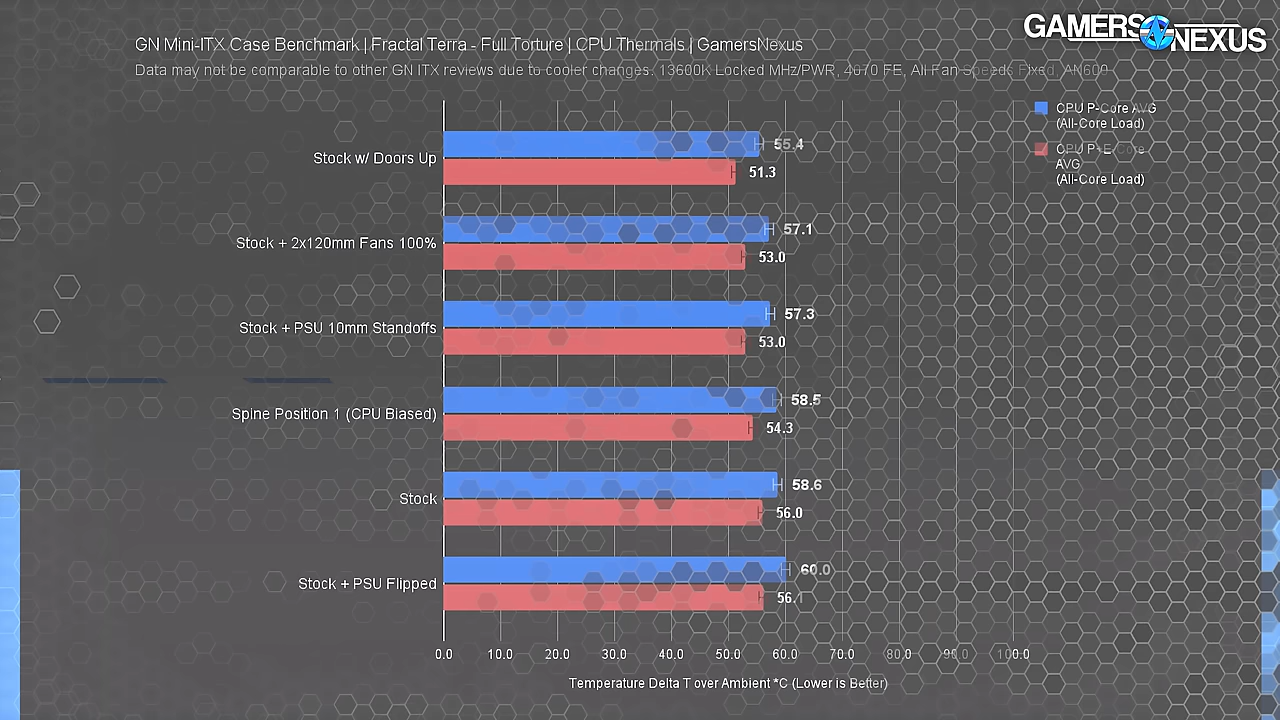 GAMERS NEXUS
GN Mini-ITX Case Benchmark | Fractal Terra - Full Torture | CPU Thermals | GamersNexus
Data may not be comparable to other GN ITX reviews due to cooler changes. 13600K Locked MHz/PWR, 4070 FE, All Fan Speeds Fixed, AN600
CPU P-Core AVG
(All-Core Load)
CPU P+E Core
AVG
(All-Core Load)
Stock w/ Doors Up
55.4
51.3
Stock + 2x120mm Fans 100%
57.1
53.0
Stock + PSU 10mm Standoffs
57.3
53.0
Spine Position 1 (CPU Biased)
58.5
54.3
Stock
58.6
56.0
Stock + PSU Flipped
60.0
56.1
0.0 10.0 20.0 30.0 40.0 50.0 60.0 70.0 80.0 90.0 100.0
Temperature Delta T over Ambient *C (Lower is Better)